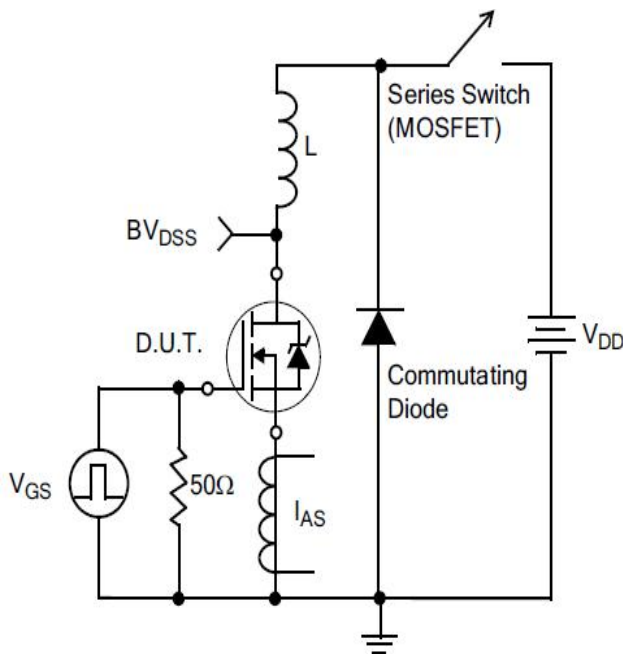 Series Switch
(MOSFET)
L
BVDSS
D.U.T.
VDD
Commutating
Diode
VGS
50Ω
IAS